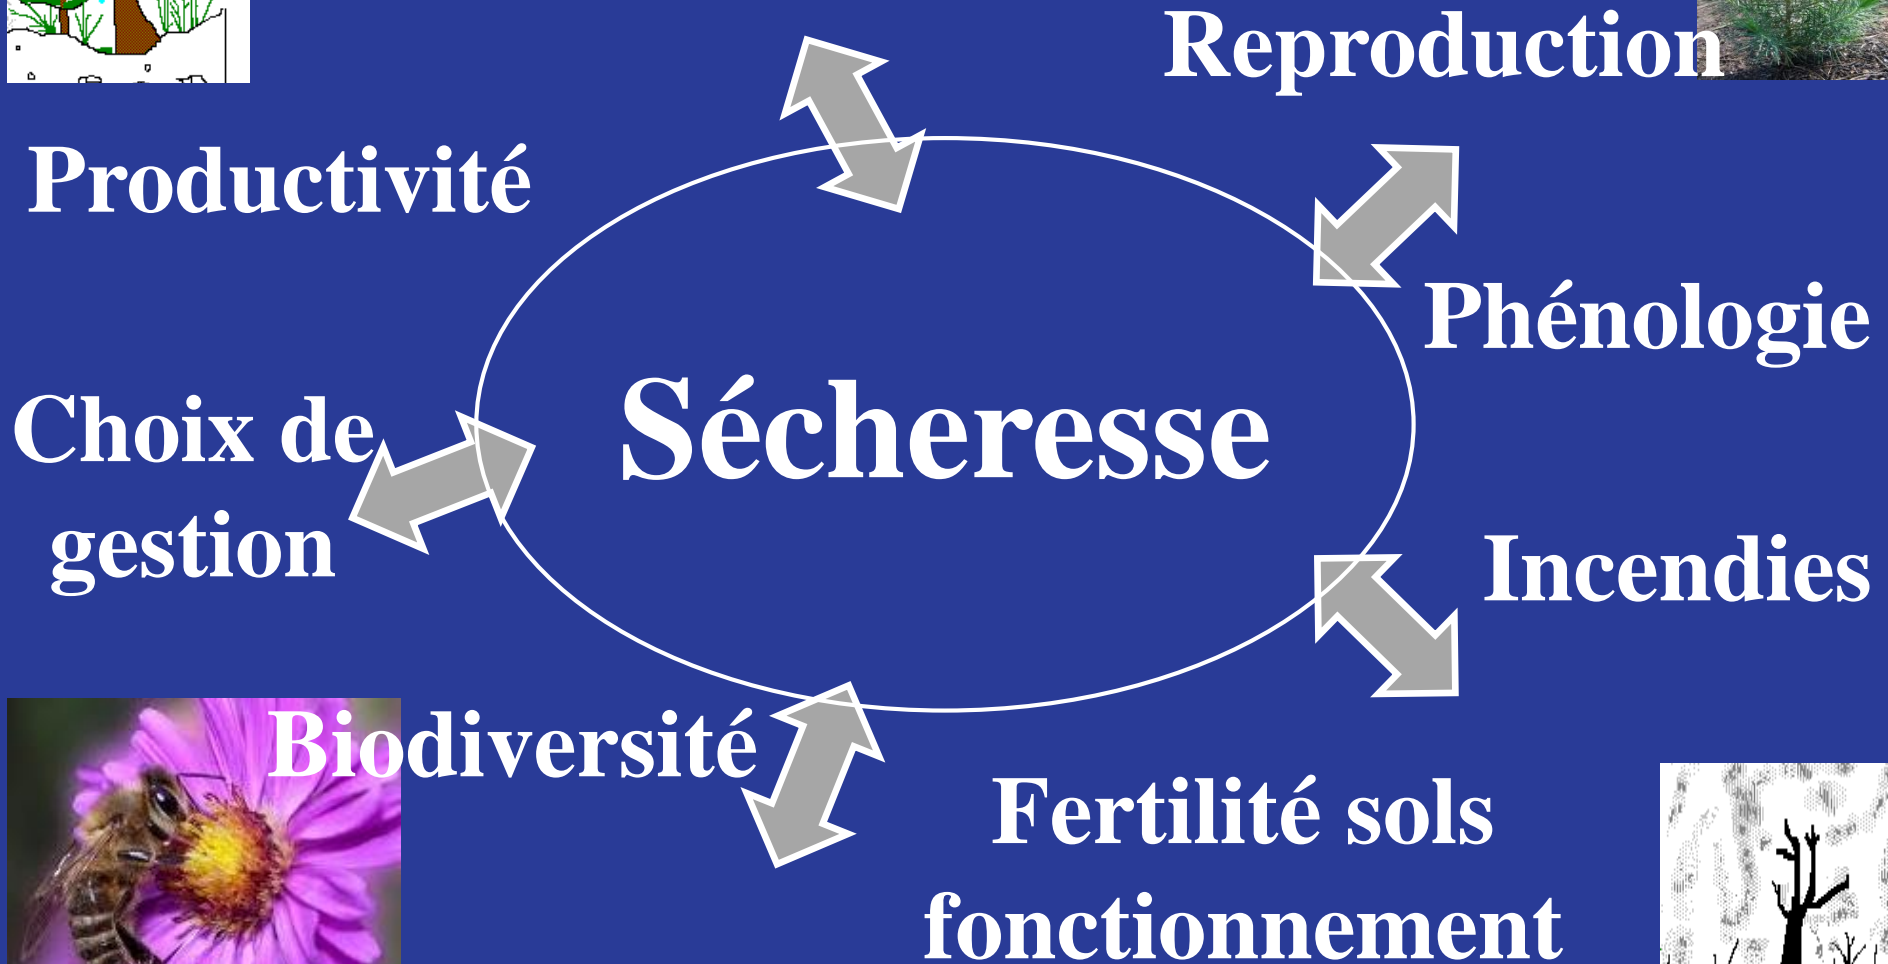 Reproduction
Productivité
Phénologie
Sécheresse
Choix de
gestion
Incendies
Biodiversité
Fertilité sols
fonctionnement